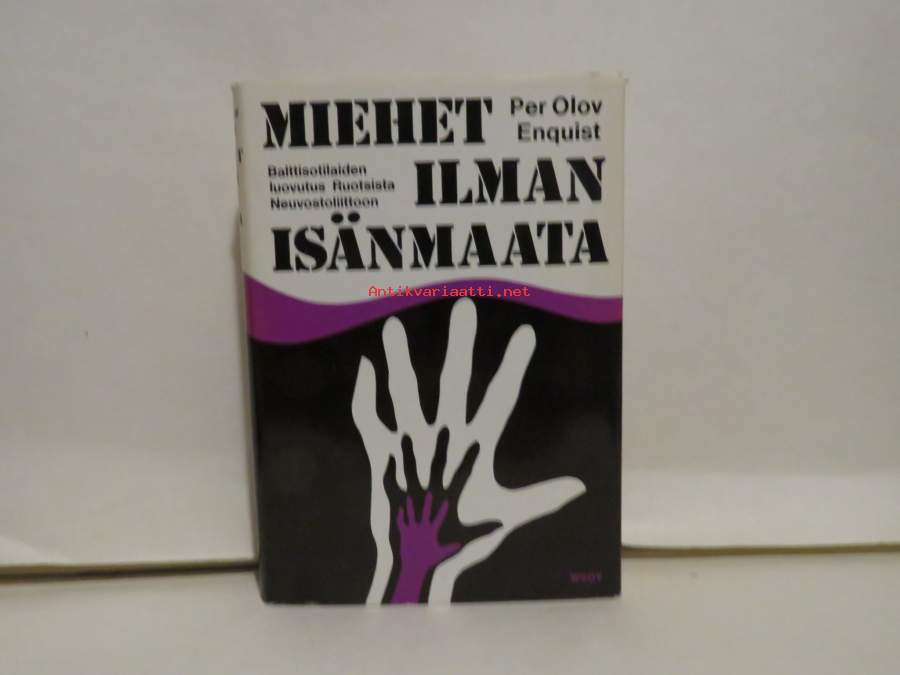 MIEHET
Per Olov
Enquist
Balttisotilaiden
luovutus Ruotsista
Neuvostoliittoon
ILMAN
ISÄNMAATA
Antikvariaatti.net
WSOY